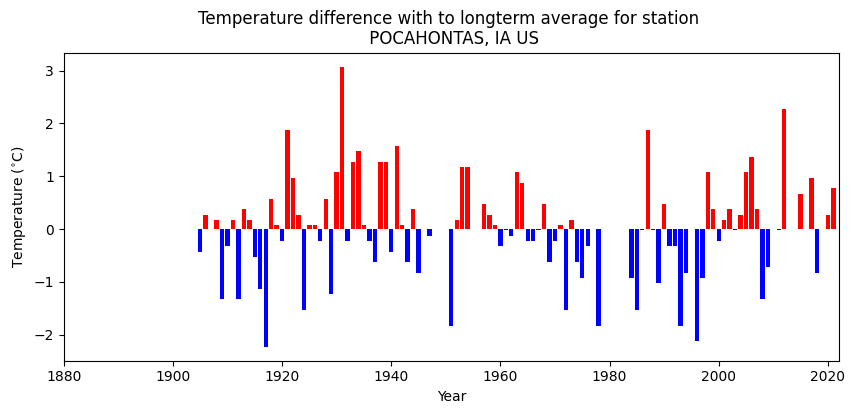 Temperature difference with to longterm average for station
POCAHONTAS, IA US
Temperature (°C)
3
2
1
0
−1
−2
1880 1900 1920 1940 1960 1980 2000 2020
Year